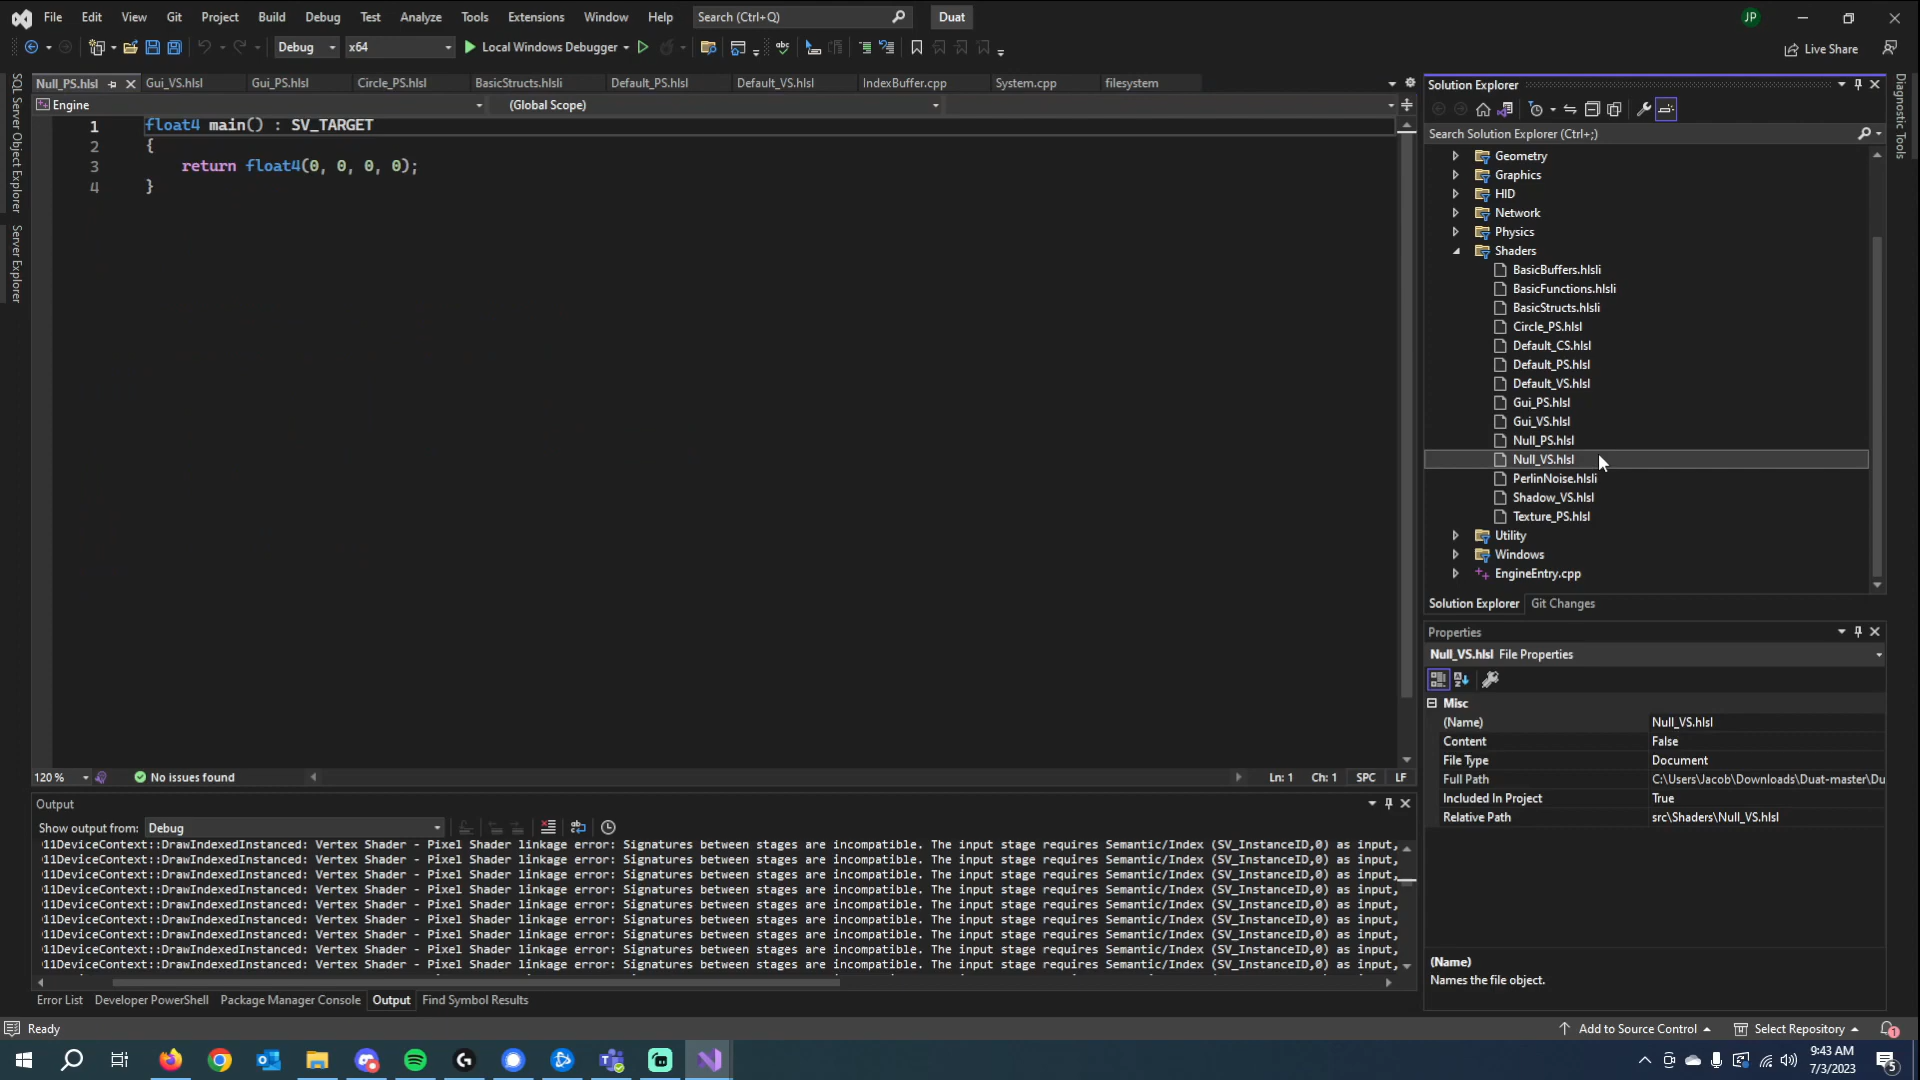 File Edit View Git Project Build Debug Test Analyze Tools Extensions Window Help Search (Ctrl+Q) Duat JP
Debug x64 Local Windows Debugger Live Share
Null_PS.hlsl Gui_VS.hlsl Gui_PS.hlsl Circle_PS.hlsl BasicStructs.hlsli Default_PS.hlsl Default_VS.hlsl IndexBuffer.cpp System.cpp filesystem
Engine (Global Scope)
1 float4 main() : SV_TARGET
2 {
3 return float4(0, 0, 0, 0);
4 }
120 % No issues found Ln: 1 Ch: 1 SPC LF
Output
Show output from: Debug
11DeviceContext::DrawIndexedInstanced: Vertex Shader - Pixel Shader linkage error: Signatures between stages are incompatible. The input stage requires Semantic/Index (SV_InstanceID,0) as input,
11DeviceContext::DrawIndexedInstanced: Vertex Shader - Pixel Shader linkage error: Signatures between stages are incompatible. The input stage requires Semantic/Index (SV_InstanceID,0) as input,
11DeviceContext::DrawIndexedInstanced: Vertex Shader - Pixel Shader linkage error: Signatures between stages are incompatible. The input stage requires Semantic/Index (SV_InstanceID,0) as input,
11DeviceContext::DrawIndexedInstanced: Vertex Shader - Pixel Shader linkage error: Signatures between stages are incompatible. The input stage requires Semantic/Index (SV_InstanceID,0) as input,
11DeviceContext::DrawIndexedInstanced: Vertex Shader - Pixel Shader linkage error: Signatures between stages are incompatible. The input stage requires Semantic/Index (SV_InstanceID,0) as input,
11DeviceContext::DrawIndexedInstanced: Vertex Shader - Pixel Shader linkage error: Signatures between stages are incompatible. The input stage requires Semantic/Index (SV_InstanceID,0) as input,
11DeviceContext::DrawIndexedInstanced: Vertex Shader - Pixel Shader linkage error: Signatures between stages are incompatible. The input stage requires Semantic/Index (SV_InstanceID,0) as input,
11DeviceContext::DrawIndexedInstanced: Vertex Shader - Pixel Shader linkage error: Signatures between stages are incompatible. The input stage requires Semantic/Index (SV_InstanceID,0) as input,
11DeviceContext::DrawIndexedInstanced: Vertex Shader - Pixel Shader linkage error: Signatures between stages are incompatible. The input stage requires Semantic/Index (SV_InstanceID,0) as input,
Error List Developer PowerShell Package Manager Console Output Find Symbol Results
SQL Server Object Explorer
Server Explorer
Solution Explorer
Search Solution Explorer (Ctrl+;)
Geometry
Graphics
HID
Network
Physics
Shaders
BasicBuffers.hlsli
BasicFunctions.hlsli
BasicStructs.hlsli
Circle_PS.hlsl
Default_CS.hlsl
Default_PS.hlsl
Default_VS.hlsl
Gui_PS.hlsl
Gui_VS.hlsl
Null_PS.hlsl
Null_VS.hlsl
PerlinNoise.hlsli
Shadow_VS.hlsl
Texture_PS.hlsl
Utility
Windows
EngineEntry.cpp
Solution Explorer Git Changes
Properties
Null_VS.hlsl File Properties
Misc
(Name) Null_VS.hlsl
Content False
File Type Document
Full Path C:\Users\Jacob\Downloads\Duat-master\Du
Included In Project True
Relative Path src\Shaders\Null_VS.hlsl
(Name)
Names the file object.
Diagnostic Tools
Ready Add to Source Control Select Repository 1
9:43 AM
7/3/2023
5